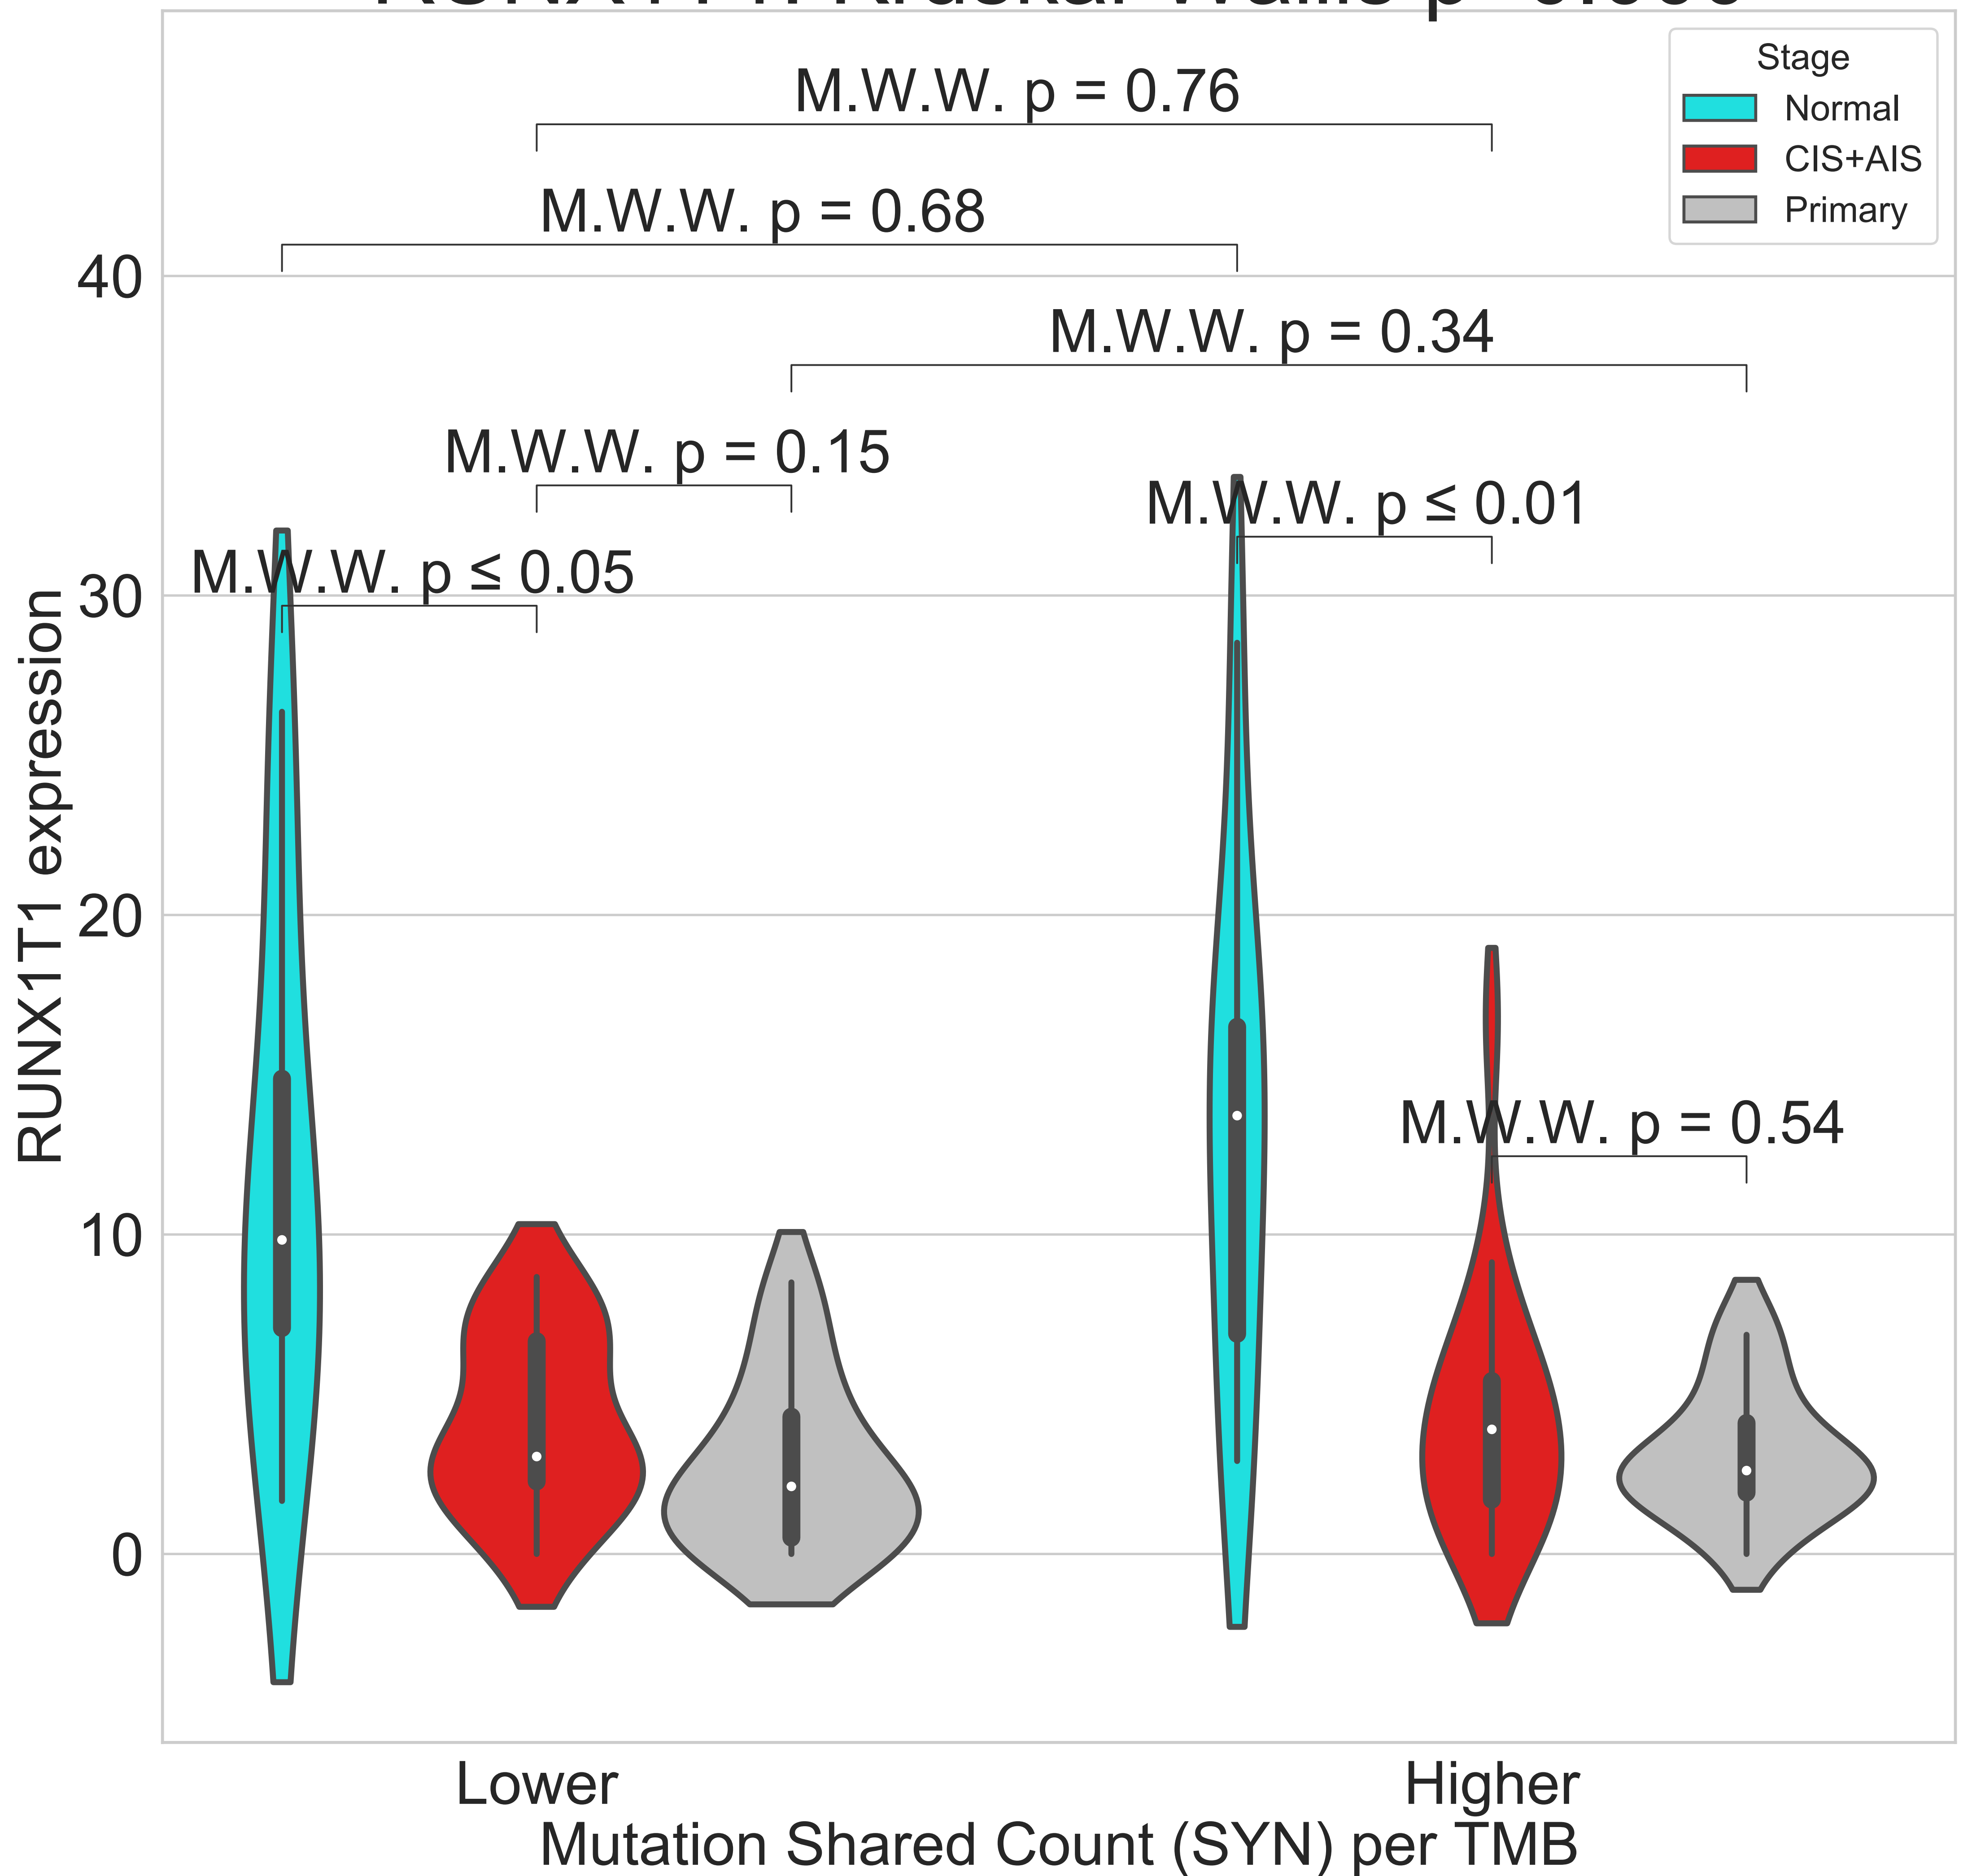 Stage
Normal
CIS+AIS
Primary
M.W.W. p = 0.76
M.W.W. p = 0.68
M.W.W. p = 0.34
M.W.W. p = 0.15
M.W.W. p ≤ 0.01
M.W.W. p ≤ 0.05
M.W.W. p = 0.54
40
30
20
10
0
RUNX1T1 expression
Lower
Higher
Mutation Shared Count (SYN) per TMB